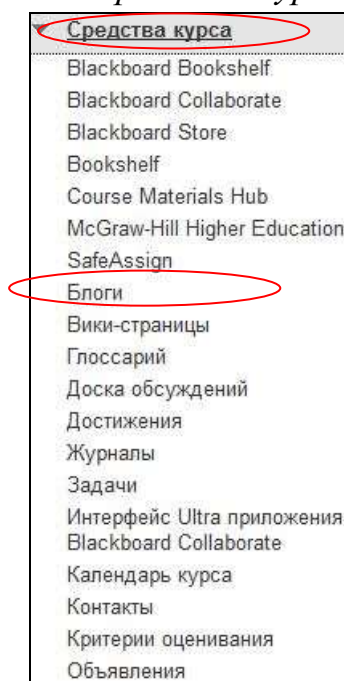 Средства курса
Blackboard Bookshelf
Blackboard Collaborate
Blackboard Store
Bookshelf
Course Materials Hub
McGraw-Hill Higher Education
SafeAssign
Блоги
Вики-страницы
Глоссарий
Доска обсуждений
Достижения
Журналы
Задачи
Интерфейс Ultra приложения
Blackboard Collaborate
Календарь курса
Контакты
Критерии оценивания
Объявления